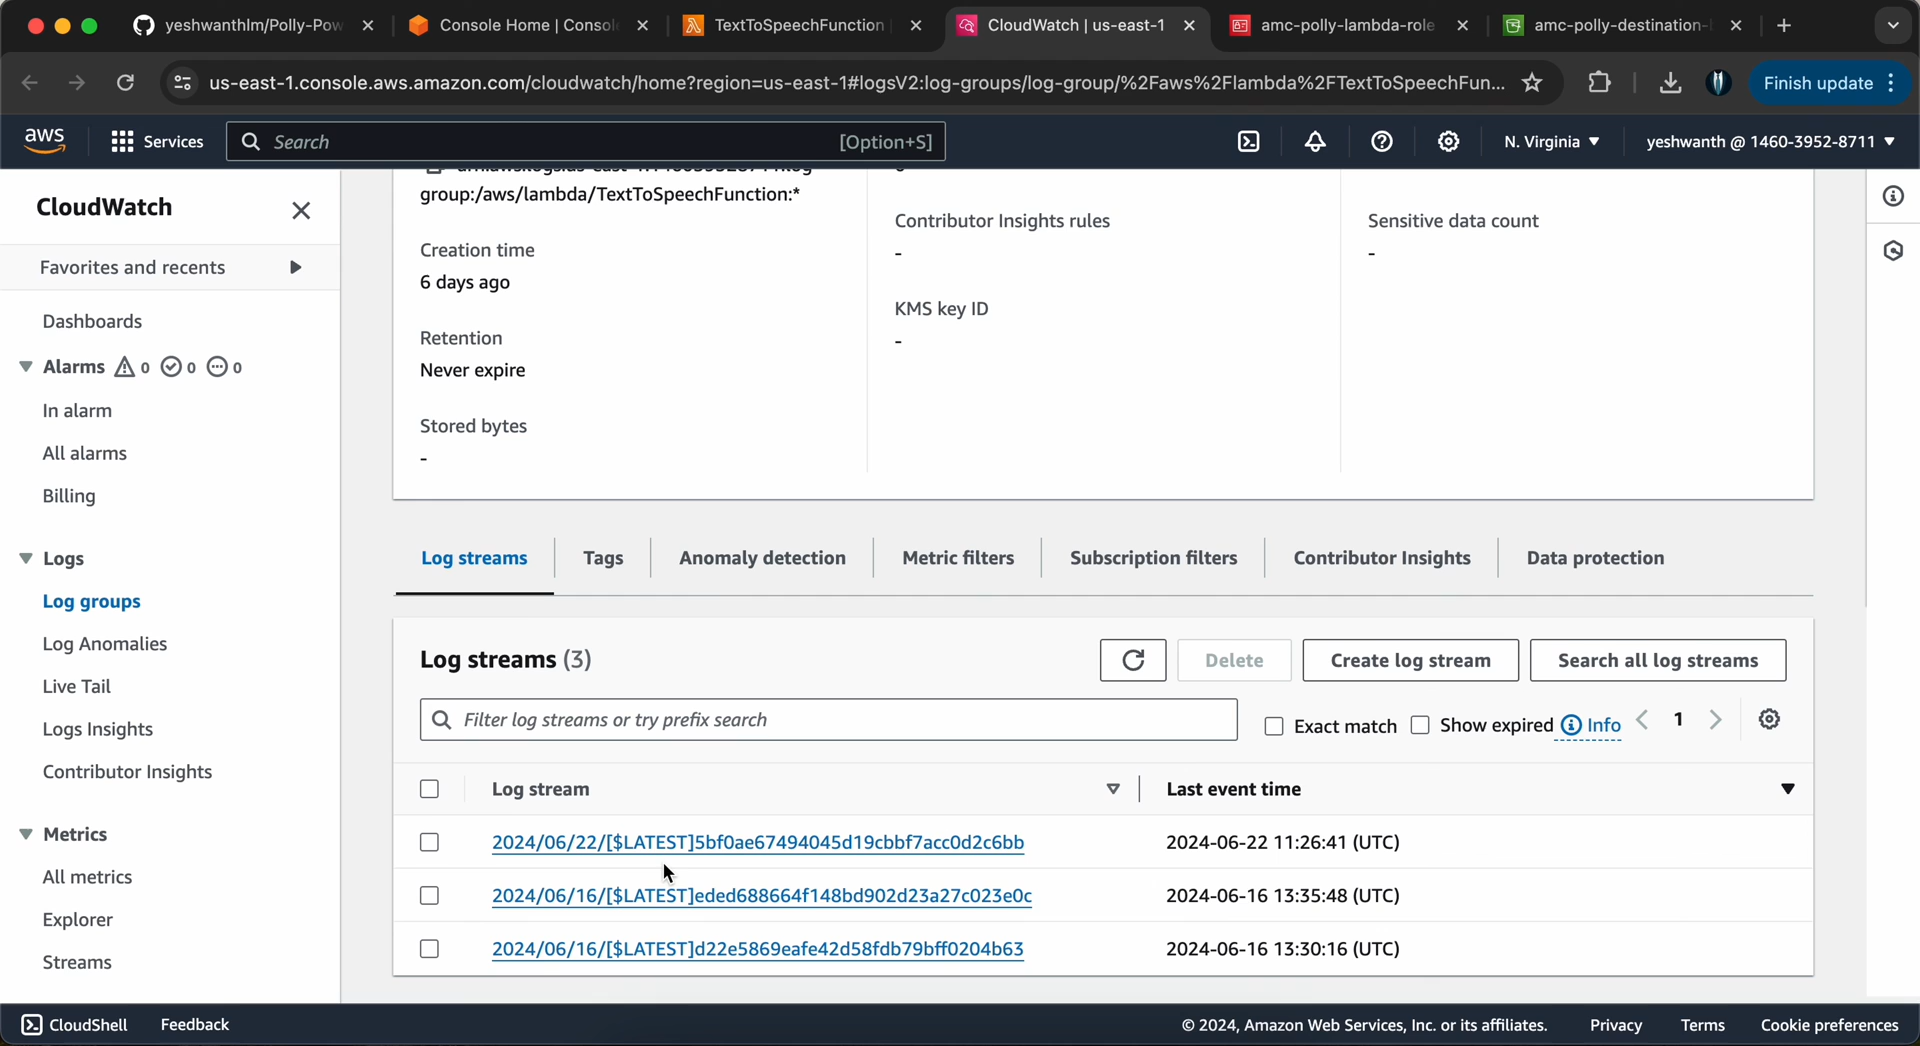 yeshwanthlm/Polly-Pow
Console Home | Consol
TextToSpeechFunction
CloudWatch | us-east-1
amc-polly-lambda-role
amc-polly-destination-
us-east-1.console.aws.amazon.com/cloudwatch/home?region=us-east-1#logsV2:log-groups/log-group/%2Faws%2Flambda%2FTextToSpeechFun...
Finish update
aws
Services
Search
[Option+S]
N. Virginia
yeshwanth @ 1460-3952-8711
CloudWatch
Favorites and recents
Dashboards
Alarms 0 0 0
In alarm
All alarms
Billing
Logs
Log groups
Log Anomalies
Live Tail
Logs Insights
Contributor Insights
Metrics
All metrics
Explorer
Streams
group:/aws/lambda/TextToSpeechFunction:*
Creation time
6 days ago
Retention
Never expire
Stored bytes
-
Contributor Insights rules
-
KMS key ID
-
Sensitive data count
-
Log streams
Tags
Anomaly detection
Metric filters
Subscription filters
Contributor Insights
Data protection
Log streams (3)
Delete
Create log stream
Search all log streams
Filter log streams or try prefix search
Exact match
Show expired
Info
1
Log stream
Last event time
2024/06/22/[$LATEST]5bf0ae67494045d19cbbf7acc0d2c6bb
2024-06-22 11:26:41 (UTC)
2024/06/16/[$LATEST]eded688664f148bd902d23a27c023e0c
2024-06-16 13:35:48 (UTC)
2024/06/16/[$LATEST]d22e5869eafe42d58fdb79bff0204b63
2024-06-16 13:30:16 (UTC)
CloudShell
Feedback
© 2024, Amazon Web Services, Inc. or its affiliates.
Privacy
Terms
Cookie preferences